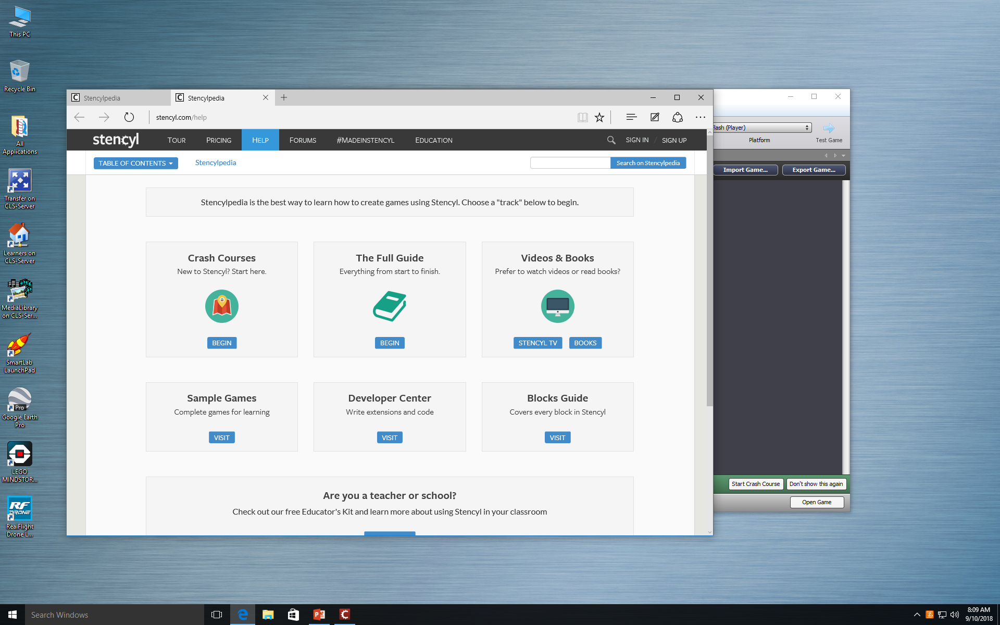 This PC
Recycle Bin
All
Applications
Transfer on
CLS-Server
Learners on
CLS-Server
MediaLibrary
on CLS-Ser...
SmartLab
LaunchPad
Pro
Google Earth
Pro
LEGO
MINDSTOR...
RF
DRONE
RealFlight
Drone L...
Stencylpedia
Stencylpedia
stencyl.com/help
stencyl
TOUR
PRICING
HELP
FORUMS
#MADEINSTENCYL
EDUCATION
SIGN IN / SIGN UP
TABLE OF CONTENTS
Stencylpedia
Search on Stencylpedia
Stencylpedia is the best way to learn how to create games using Stencyl. Choose a "track" below to begin.
Crash Courses
New to Stencyl? Start here.
BEGIN
The Full Guide
Everything from start to finish.
BEGIN
Videos & Books
Prefer to watch videos or read books?
STENCYL TV
BOOKS
Sample Games
Complete games for learning
VISIT
Developer Center
Write extensions and code
VISIT
Blocks Guide
Covers every block in Stencyl
VISIT
Are you a teacher or school?
Check out our free Educator's Kit and learn more about using Stencyl in your classroom
lash (Player)
Platform
Test Game
Import Game...
Export Game...
Start Crash Course
Don't show this again
Open Game
Search Windows
8:09 AM
9/10/2018